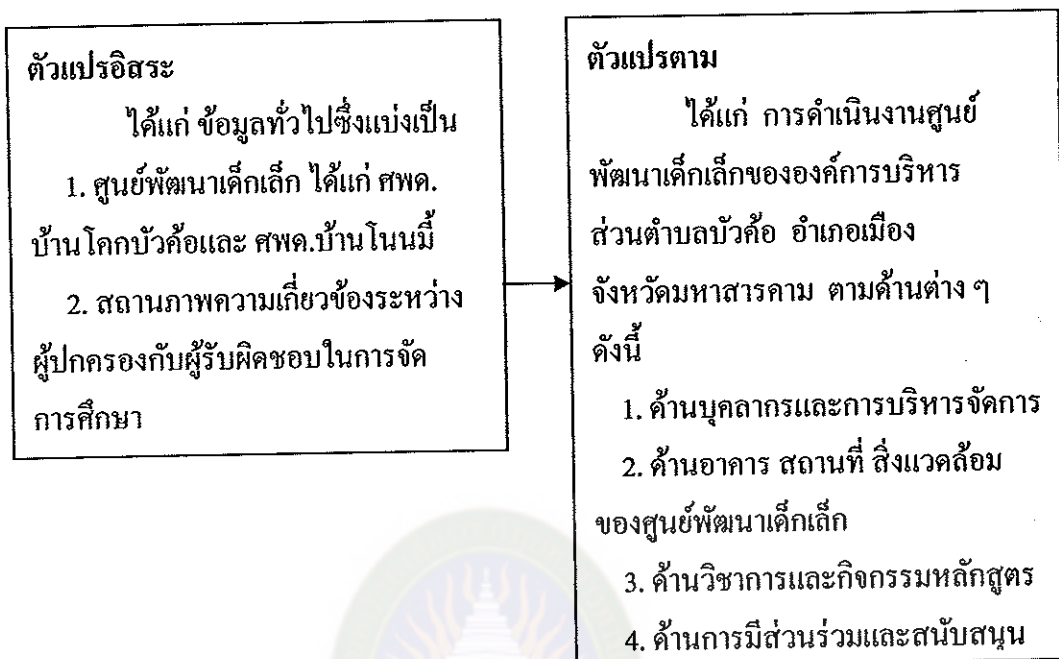 ตัวแปรอิสระ
ได้แก่ ข้อมูลทั่วไปซึ่งแบ่งเป็น
1. ศูนย์พัฒนาเด็กเล็ก ได้แก่ ศพด.
บ้านโคกบัวค้อและ ศพด.บ้านโนนมี้
2. สถานภาพความเกี่ยวข้องระหว่าง
ผู้ปกครองกับผู้รับผิดชอบในการจัด
การศึกษา
ตัวแปรตาม
ได้แก่ การดำเนินงานศูนย์
พัฒนาเด็กเล็กขององค์การบริหาร
ส่วนตำบลบัวค้อ อำเภอเมือง
จังหวัดมหาสารคาม ตามด้านต่าง ๆ
ดังนี้
1. ด้านบุคลากรและการบริหารจัดการ
2. ด้านอาคาร สถานที่ สิ่งแวดล้อม
ของศูนย์พัฒนาเด็กเล็ก
3. ด้านวิชาการและกิจกรรมหลักสูตร
4. ด้านการมีส่วนร่วมและสนับสนุน